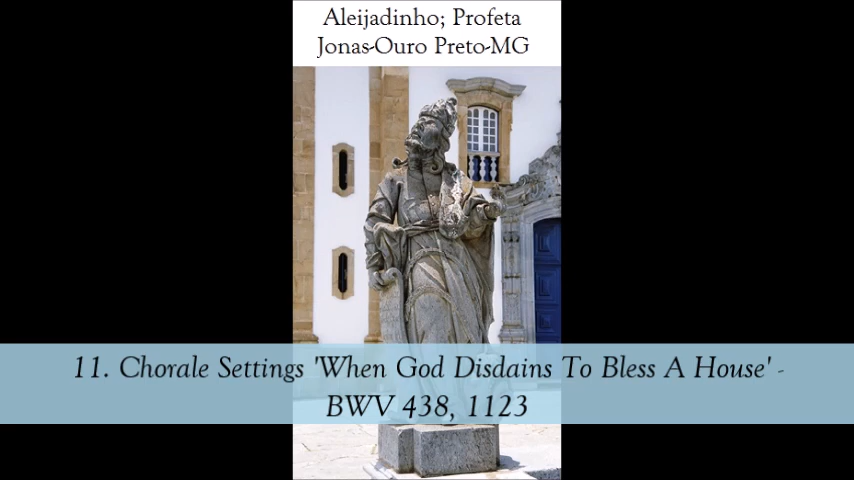 Aleijadinho; Profeta
Jonas-Ouro Preto-MG
11. Chorale Settings 'When God Disdains To Bless A House' -
BWV 438, 1123